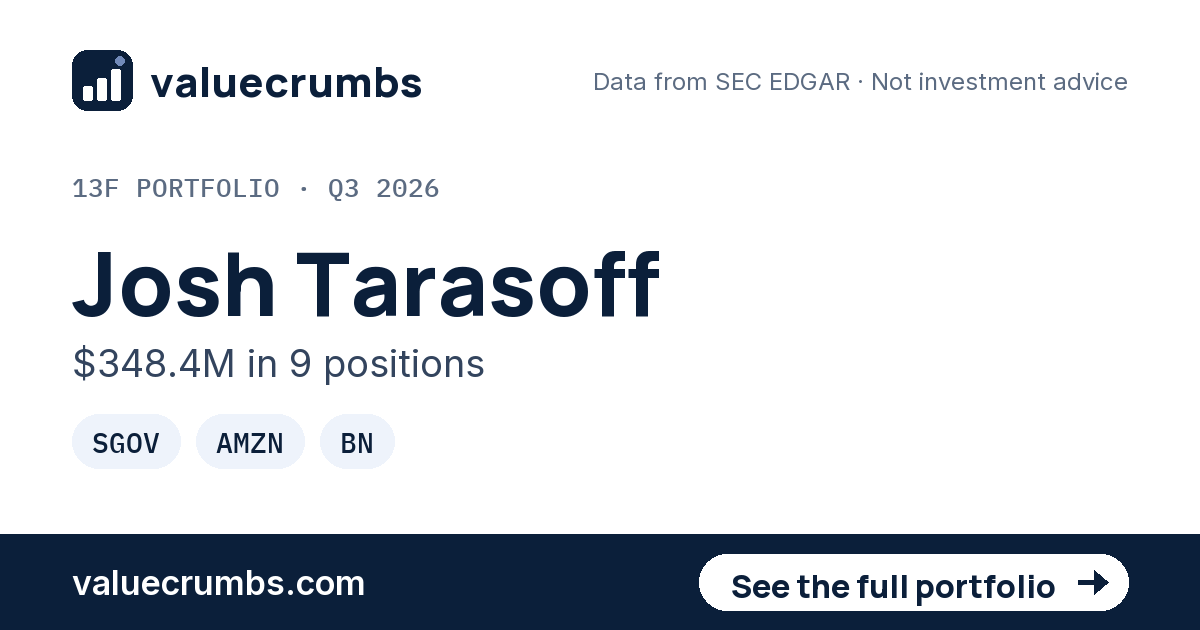 valuecrumbs
Data from SEC EDGAR · Not investment advice
13F PORTFOLIO · Q3 2026
Josh Tarasoff
$348.4M in 9 positions
SGOV AMZN BN
valuecrumbs.com
See the full portfolio →